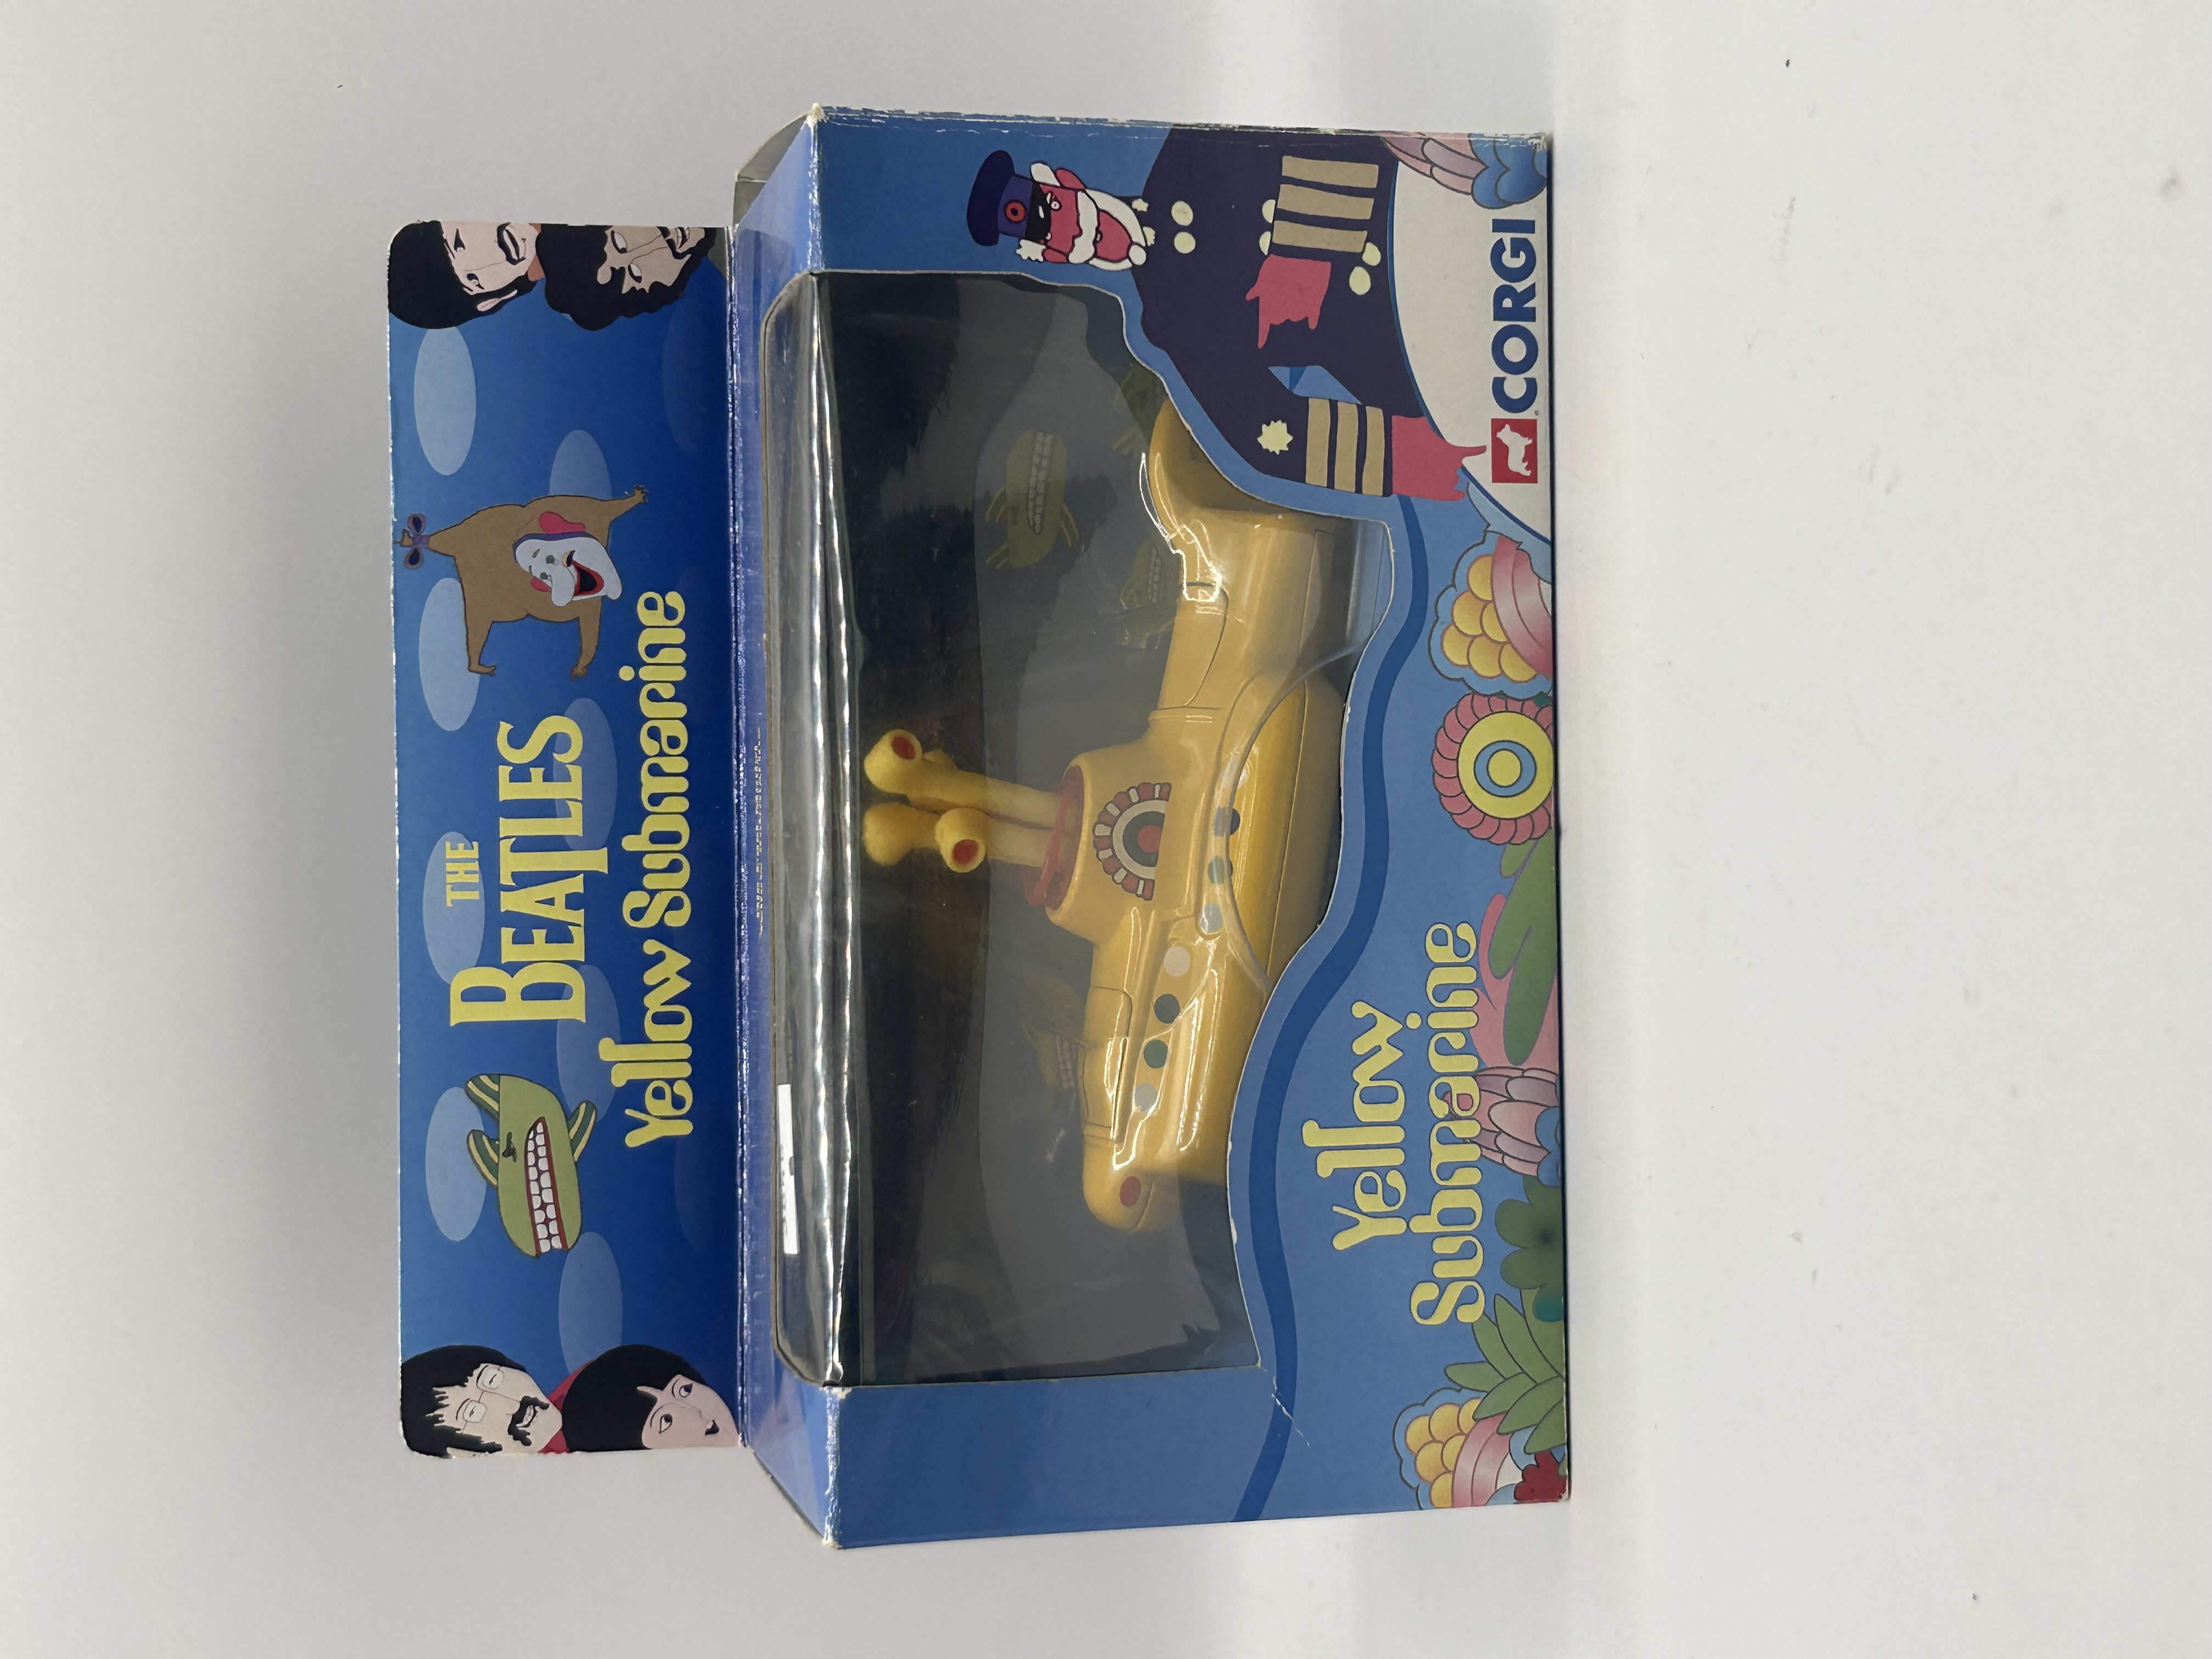 THE
BEATLES
Yellow Submarine
Yellow
Submarine
CORGI